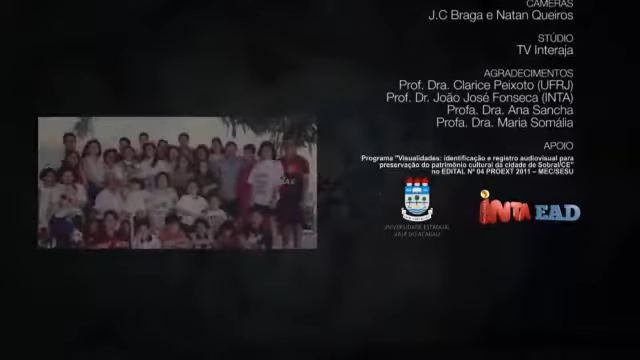 CÂMERAS
J.C Braga e Natan Queiros
STÚDIO
TV Interaja
AGRADECIMENTOS
Prof. Dra. Clarice Peixoto (UFRJ)
Prof. Dr. João José Fonseca (INTA)
Profa. Dra. Ana Sancha
Profa. Dra. Maria Somália
APOIO
Programa "Visualidades: identificação e registro audiovisual para
preservação do patrimônio cultural da cidade de Sobral/CE"
no EDITAL Nº 04 PROEXT 2011 – MEC/SESU
UNIVERSIDADE ESTADUAL
VALE DO ACARAÚ
INTA EAD